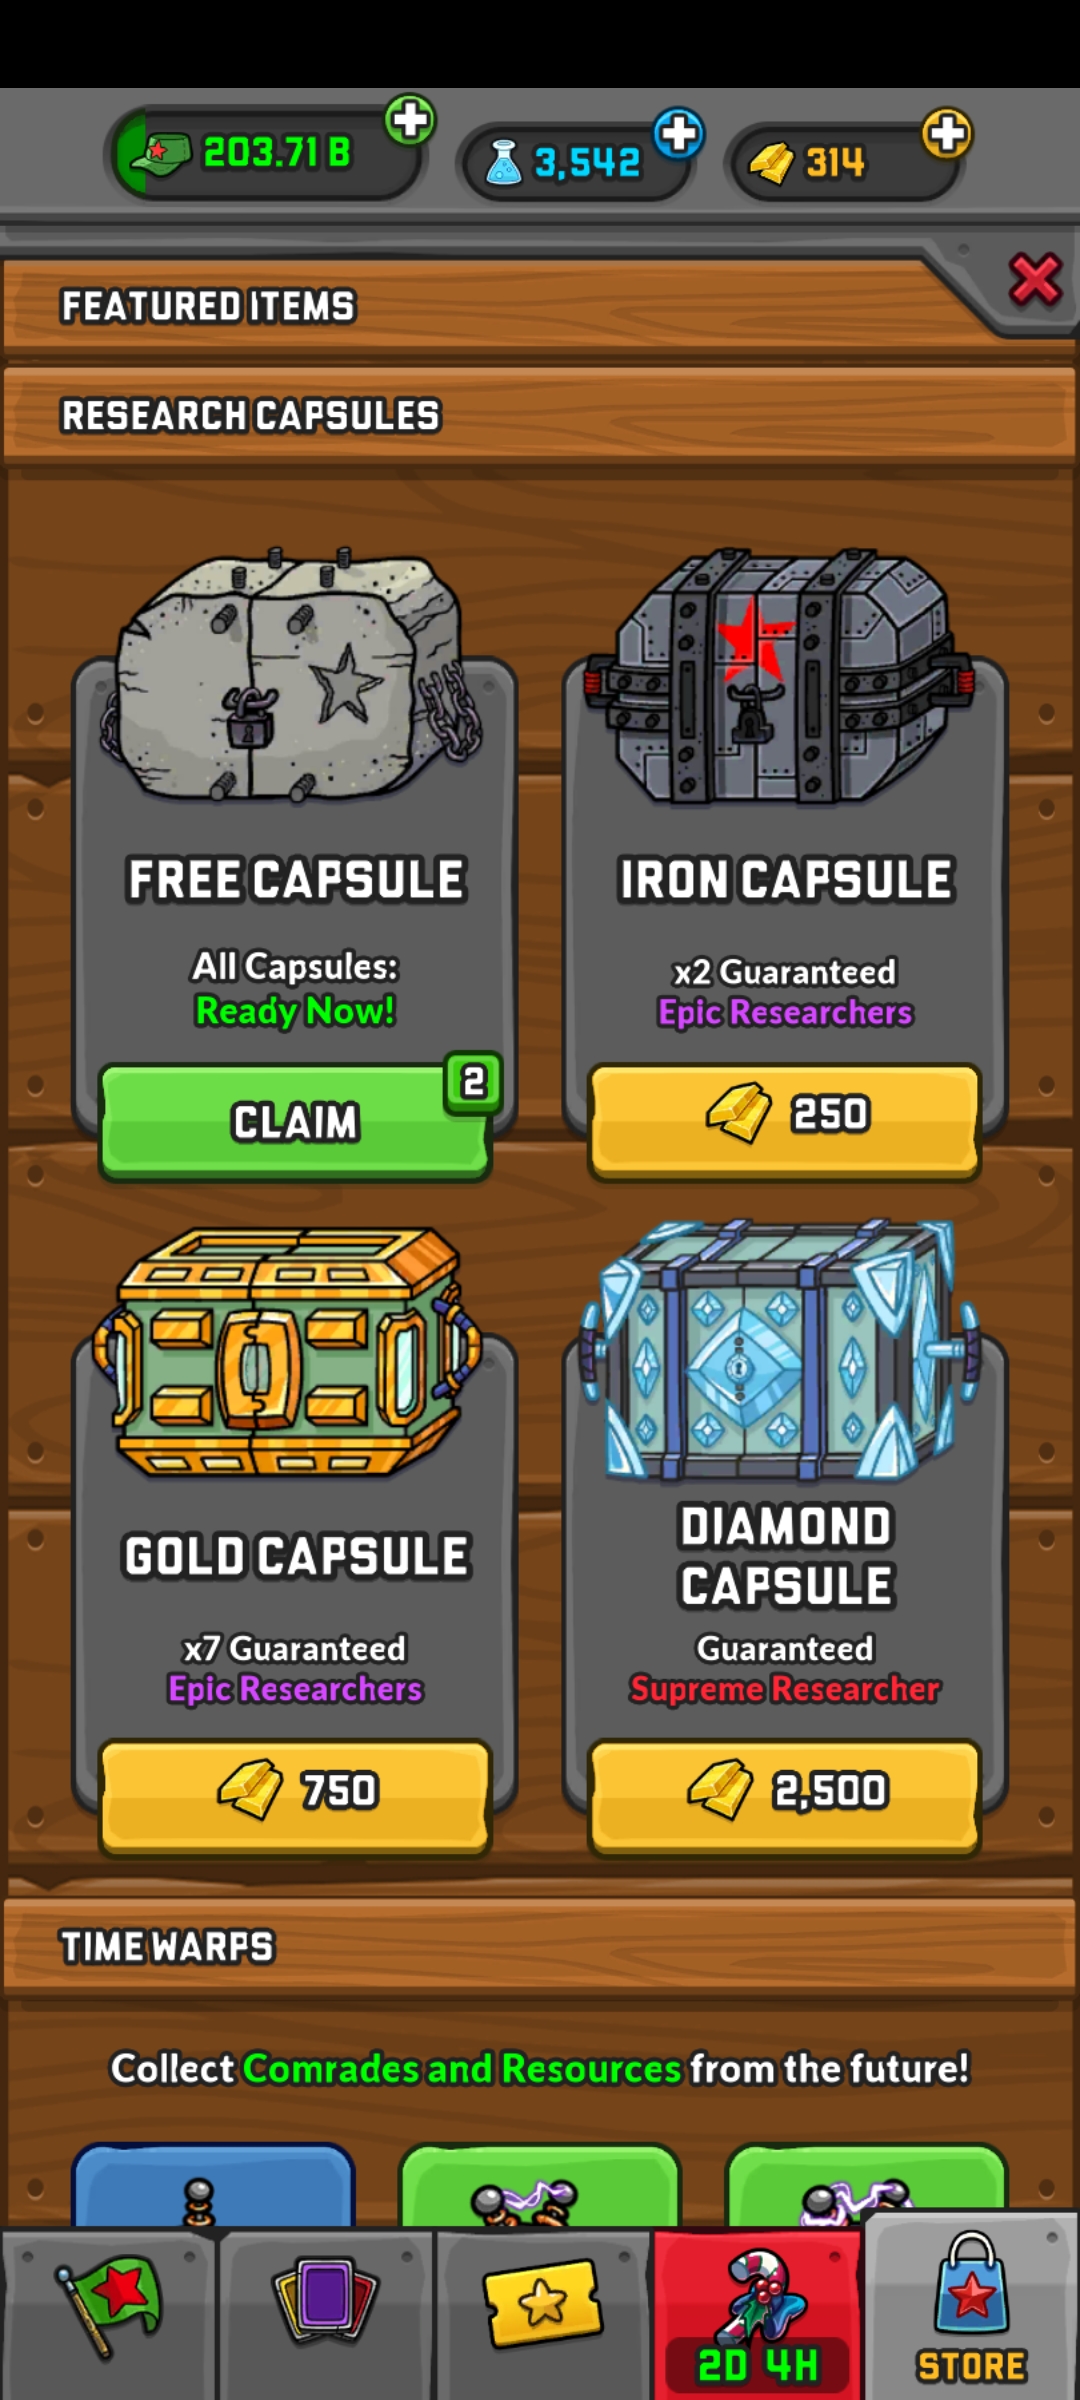 203.71 B
3,542
314
FEATURED ITEMS
RESEARCH CAPSULES
FREE CAPSULE
All Capsules:
Ready Now!
CLAIM
2
IRON CAPSULE
x2 Guaranteed
Epic Researchers
250
GOLD CAPSULE
x7 Guaranteed
Epic Researchers
750
DIAMOND
CAPSULE
Guaranteed
Supreme Researcher
2,500
TIME WARPS
Collect Comrades and Resources from the future!
2D 4H
STORE